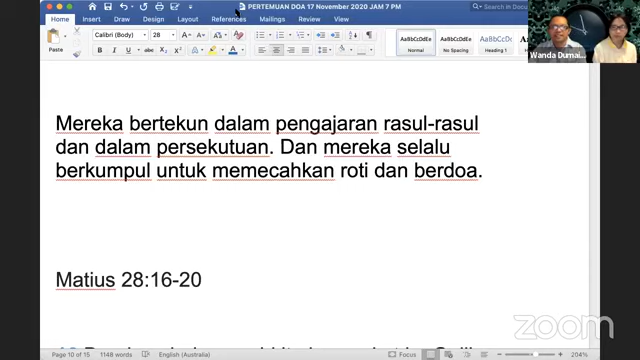 PERTEMUAN DOA 17 November 2020 JAM 7 PM
Search in Docu
Home Insert Draw Design Layout References Mailings Review View
Paste
Calibri (Body) 28
AaBbCcDdEe AaBbCcDdEe AaBbCcDc
Normal No Spacing Heading 1
Wanda Dumai
Mereka bertekun dalam pengajaran rasul-rasul
dan dalam persekutuan. Dan mereka selalu
berkumpul untuk memecahkan roti dan berdoa.
Matius 28:16-20
zoom
Page 10 of 15 1148 words English (Australia) Focus 204%